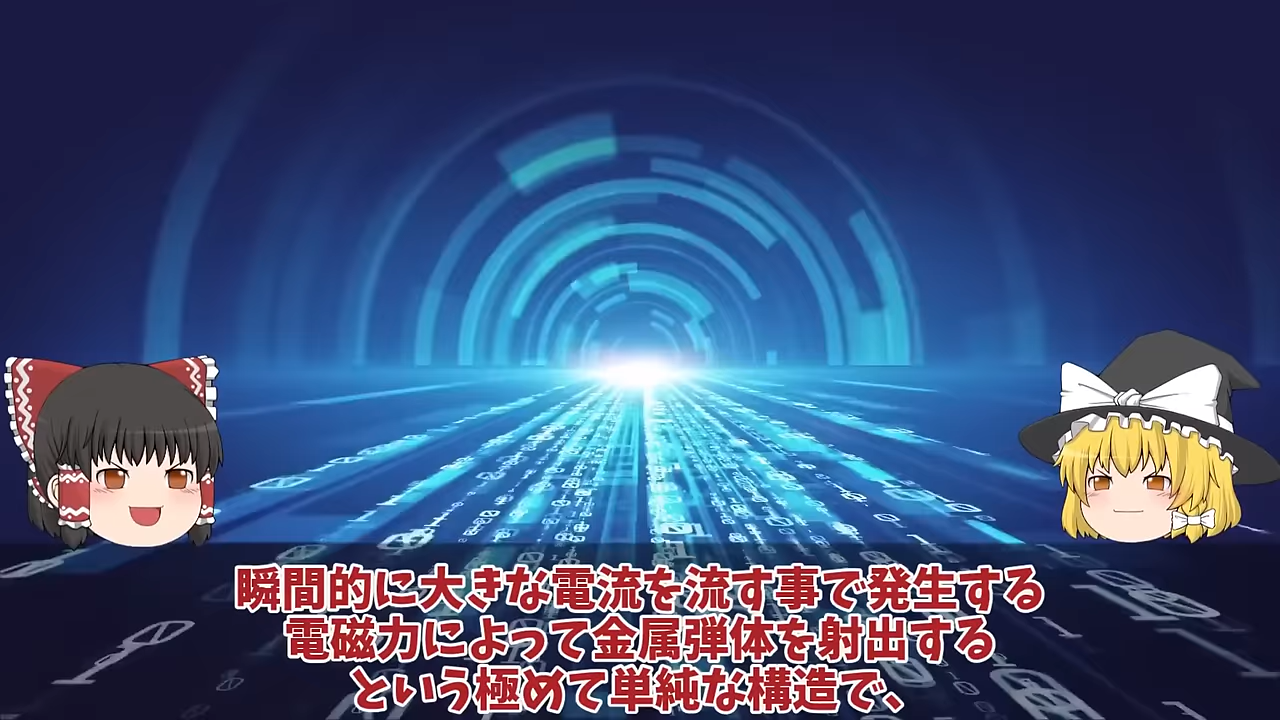 瞬間的に大きな電流を流す事で発生する
電磁力によって金属弾体を射出する
という極めて単純な構造で、